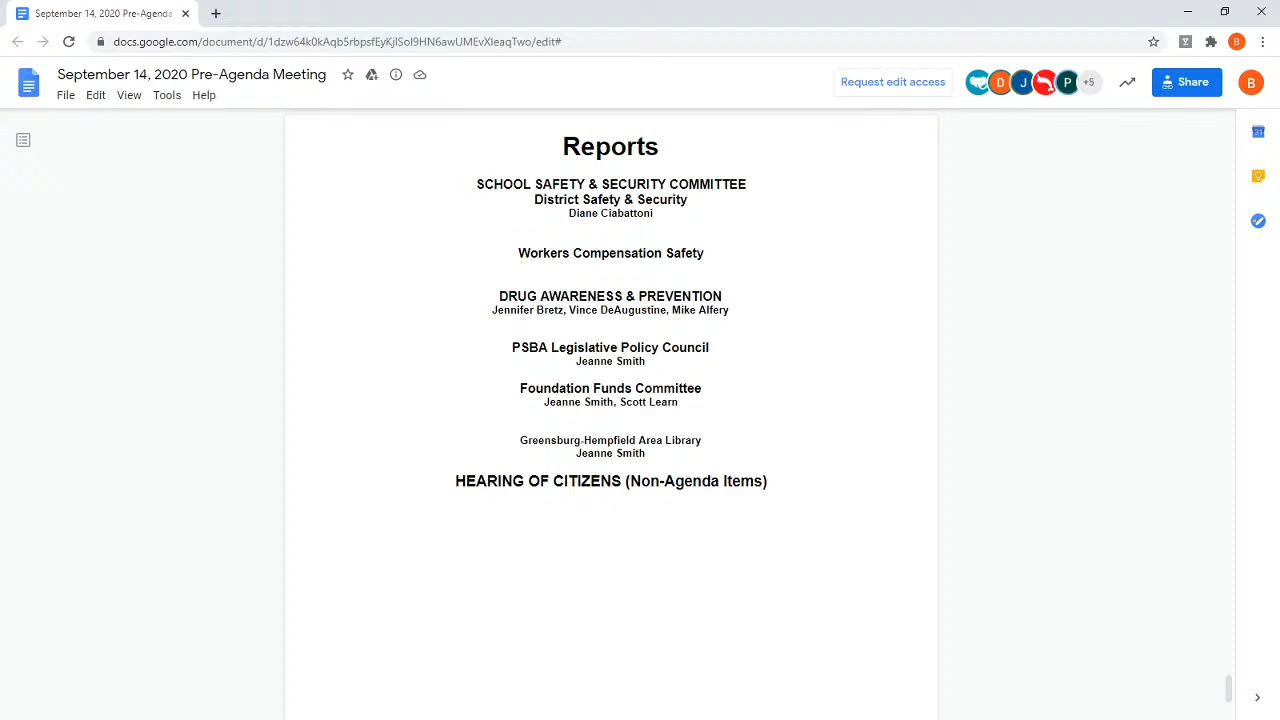 September 14, 2020 Pre-Agenda
docs.google.com/document/d/1dzw64k0kAqb5rbpsfEyKjlSol9HN6awUMEvXIeaqTwo/edit#
B
September 14, 2020 Pre-Agenda Meeting
File Edit View Tools Help
Request edit access
D
J
P
+5
Share
B
31
Reports
SCHOOL SAFETY & SECURITY COMMITTEE
District Safety & Security
Diane Ciabattoni
Workers Compensation Safety
DRUG AWARENESS & PREVENTION
Jennifer Bretz, Vince DeAugustine, Mike Alfery
PSBA Legislative Policy Council
Jeanne Smith
Foundation Funds Committee
Jeanne Smith, Scott Learn
Greensburg-Hempfield Area Library
Jeanne Smith
HEARING OF CITIZENS (Non-Agenda Items)